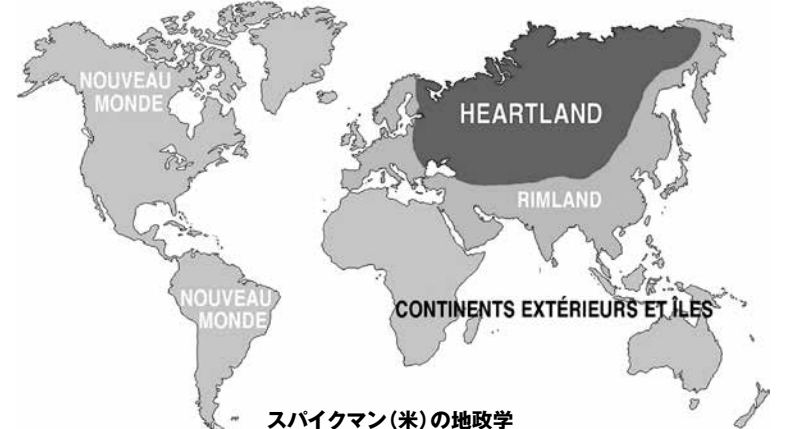 NOUVEAU
MONDE
HEARTLAND
RIMLAND
NOUVEAU
MONDE
CONTINENTS EXTÉRIEURS ET ÎLES
スパイクマン（米）の地政学